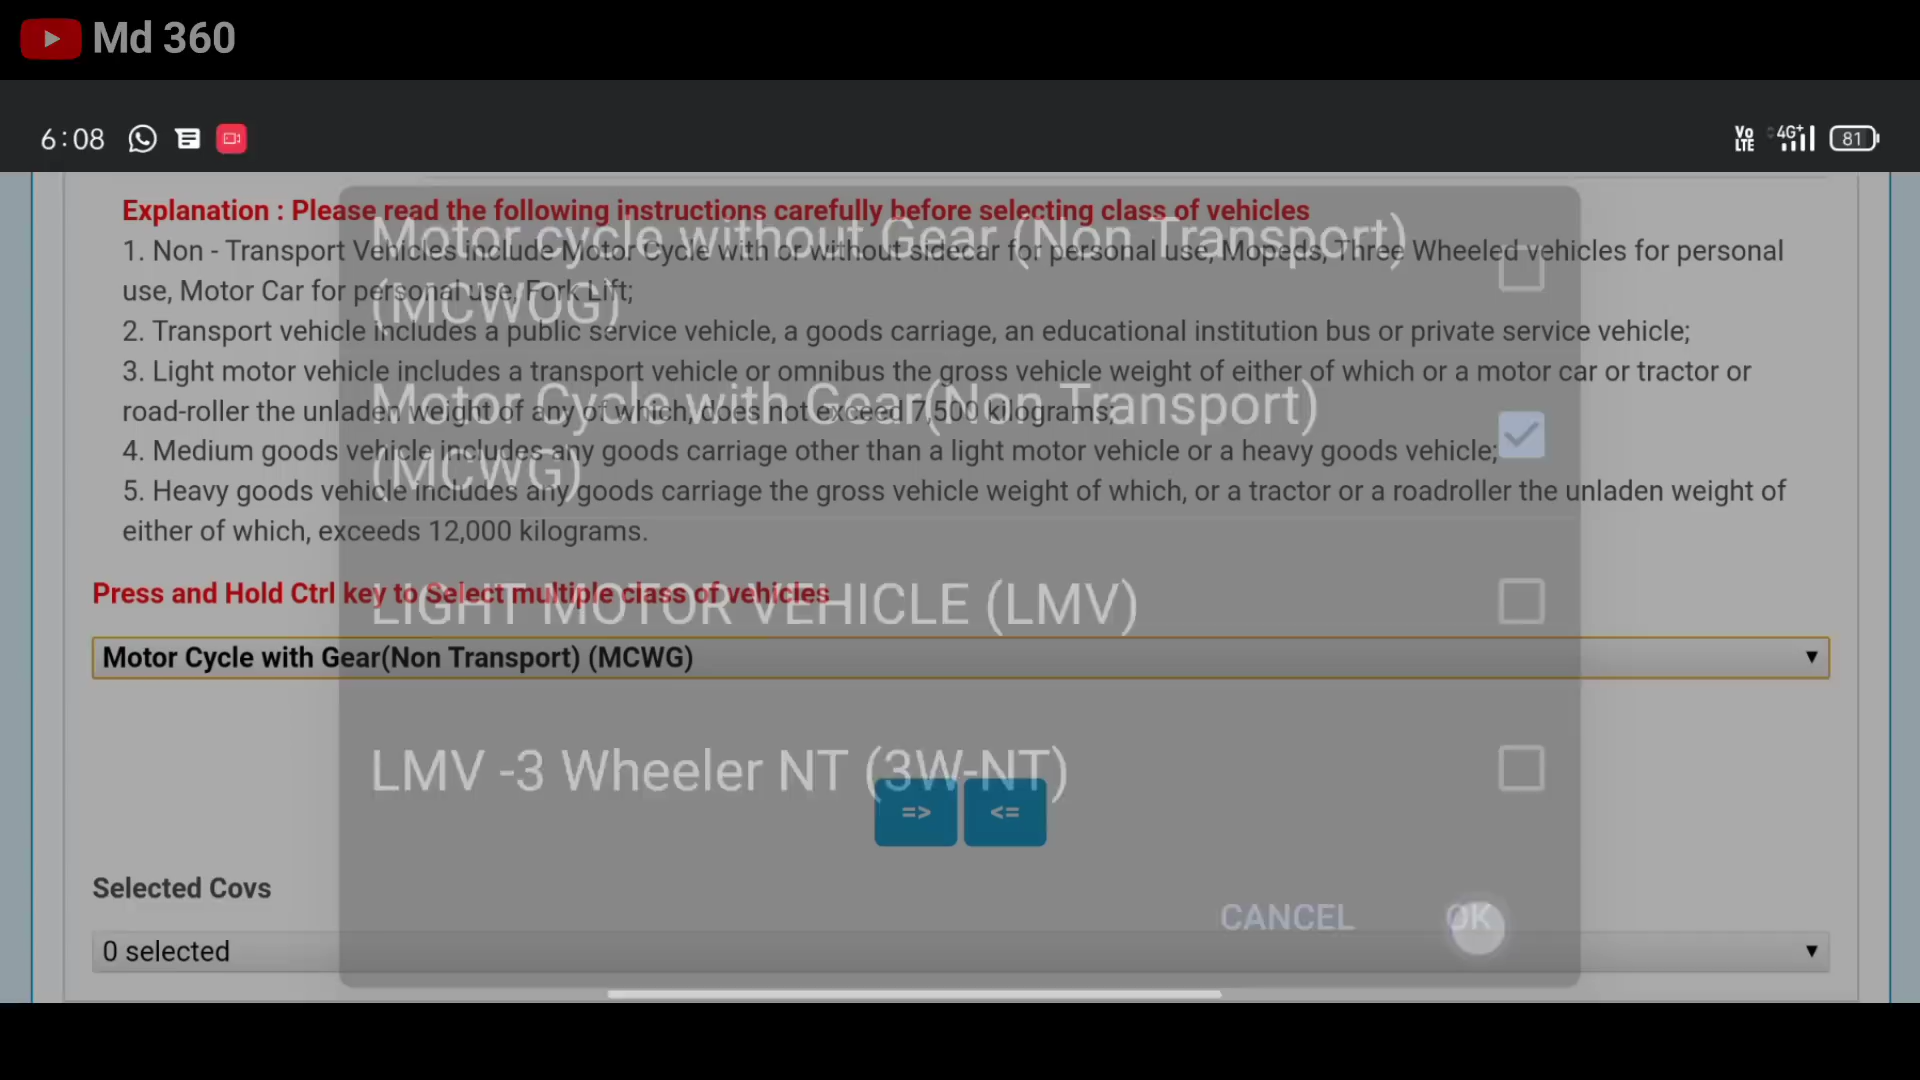 Md 360
6:08
Vo LTE 4G+ 81
Explanation : Please read the following instructions carefully before selecting class of vehicles
1. Non - Transport Vehicles include Motor Cycle with or without sidecar for personal use, Mopeds, Three Wheeled vehicles for personal
use, Motor Car for personal use, Fork Lift;
2. Transport vehicle includes a public service vehicle, a goods carriage, an educational institution bus or private service vehicle;
3. Light motor vehicle includes a transport vehicle or omnibus the gross vehicle weight of either of which or a motor car or tractor or
road-roller the unladen weight of any of which, does not exceed 7,500 kilograms;
4. Medium goods vehicle includes any goods carriage other than a light motor vehicle or a heavy goods vehicle;
5. Heavy goods vehicle includes any goods carriage the gross vehicle weight of which, or a tractor or a roadroller the unladen weight of
either of which, exceeds 12,000 kilograms.
Press and Hold Ctrl key to Select multiple class of vehicles
Motor Cycle with Gear(Non Transport) (MCWG)
=> <=
Selected Covs
0 selected
Motor cycle without Gear (Non Transport)
(MCWOG)
Motor Cycle with Gear(Non Transport)
(MCWG)
LIGHT MOTOR VEHICLE (LMV)
LMV -3 Wheeler NT (3W-NT)
CANCEL OK